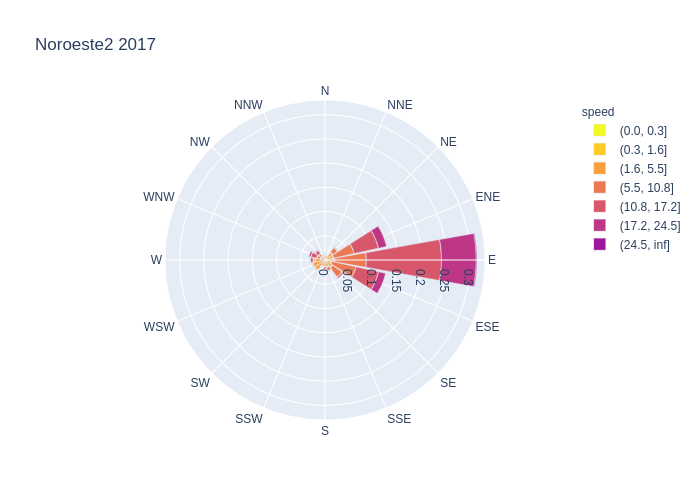 Noroeste2 2017
N
NNE
NE
ENE
E
ESE
SE
SSE
S
SSW
SW
WSW
W
WNW
NW
NNW
0
0.05
0.1
0.15
0.2
0.25
0.3
speed
(0.0, 0.3]
(0.3, 1.6]
(1.6, 5.5]
(5.5, 10.8]
(10.8, 17.2]
(17.2, 24.5]
(24.5, inf]